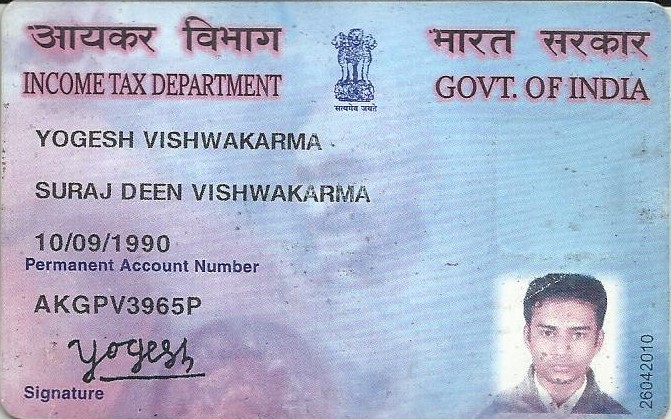 आयकर विभाग
भारत सरकार
INCOME TAX DEPARTMENT
GOVT. OF INDIA
सत्यमेव जयते
YOGESH VISHWAKARMA
SURAJ DEEN VISHWAKARMA
10/09/1990
Permanent Account Number
AKGPV3965P
Yogesh
Signature
26042010